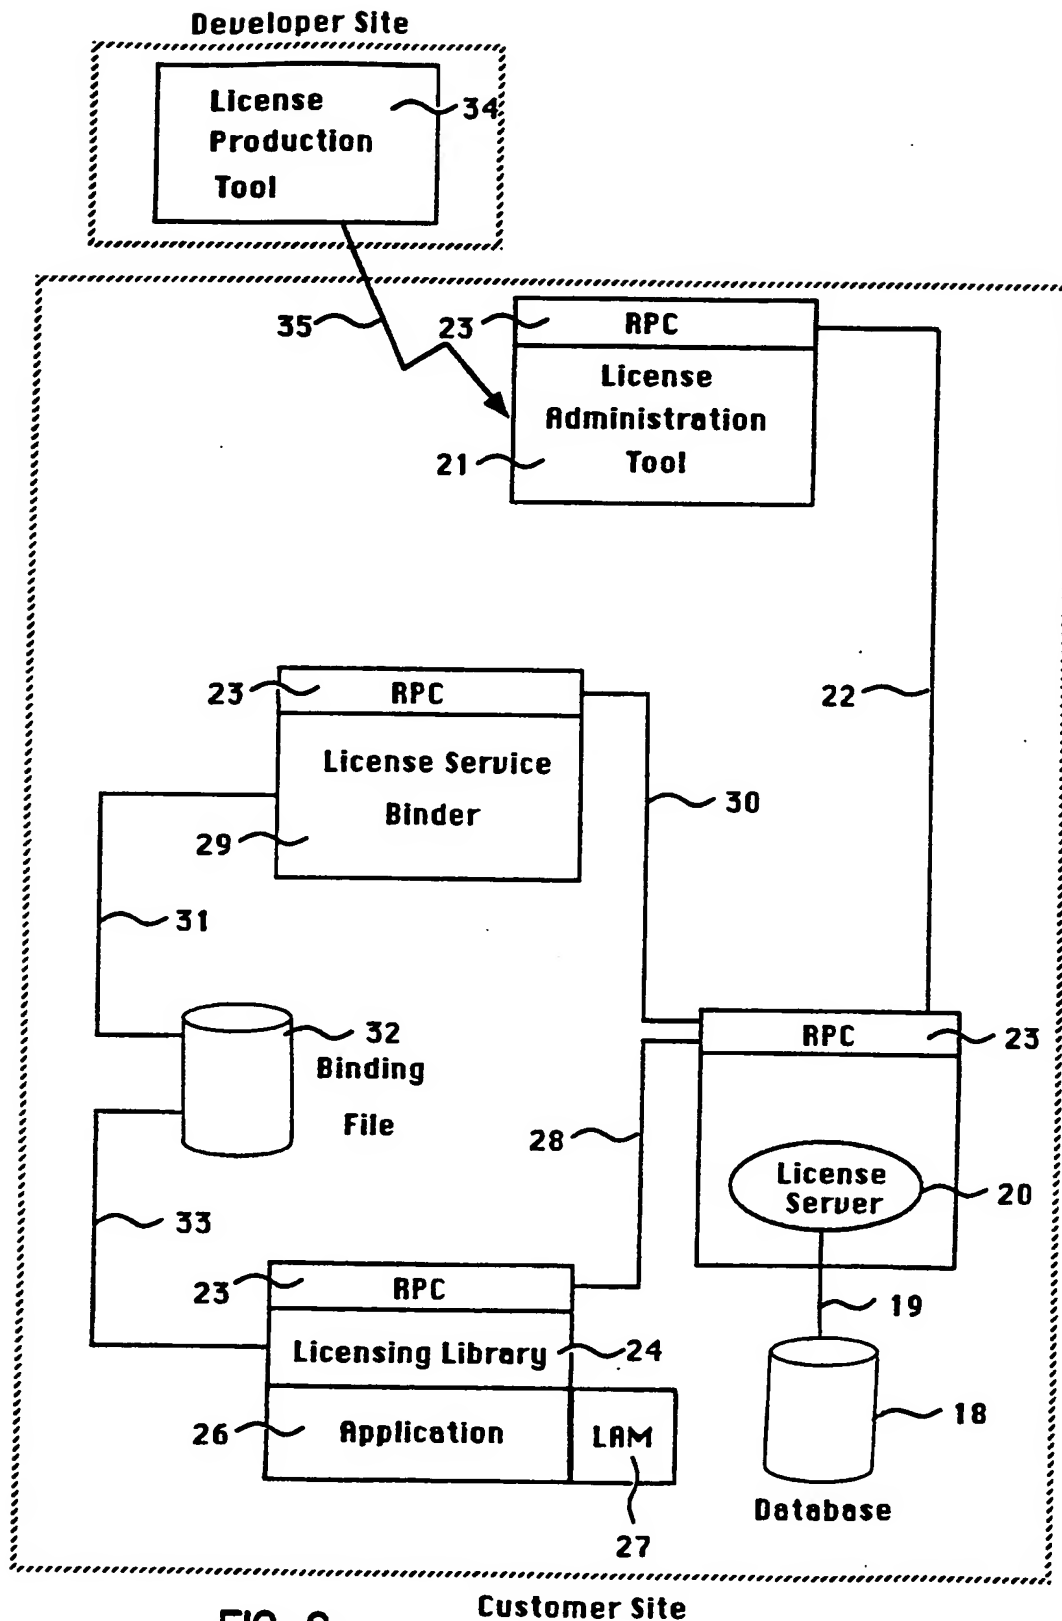 Developer Site
License
Production
Tool
34
35
23
RPC
License
Administration
Tool
21
22
23
RPC
License Service
Binder
29
30
31
32
Binding
File
33
28
RPC
23
License
Server
20
19
18
Database
23
RPC
Licensing Library
24
26
Application
LAM
27
Customer Site